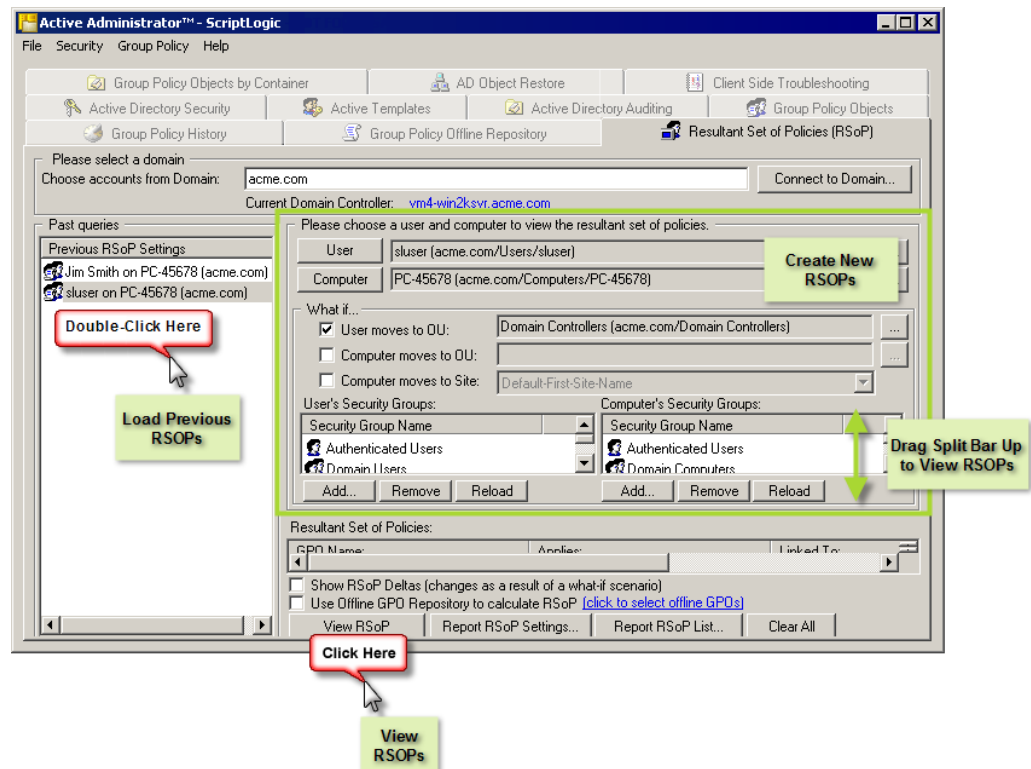 Active Administrator™ - ScriptLogic
File Security Group Policy Help
Group Policy Objects by Container AD Object Restore Client Side Troubleshooting
Active Directory Security Active Templates Active Directory Auditing Group Policy Objects
Group Policy History Group Policy Offline Repository Resultant Set of Policies (RSoP)
Please select a domain
Choose accounts from Domain: acme.com Connect to Domain...
Current Domain Controller: vm4-win2ksvr.acme.com
Past queries
Previous RSoP Settings
Jim Smith on PC-45678 (acme.com)
sluser on PC-45678 (acme.com)
Double-Click Here
Load Previous
RSOPs
Please choose a user and computer to view the resultant set of policies.
User sluser (acme.com/Users/sluser)
Computer PC-45678 (acme.com/Computers/PC-45678)
Create New
RSOPs
What if...
User moves to OU: Domain Controllers (acme.com/Domain Controllers) ...
Computer moves to OU: ...
Computer moves to Site: Default-First-Site-Name
User's Security Groups: Computer's Security Groups:
Security Group Name Security Group Name
Authenticated Users Authenticated Users
Domain Users Domain Computers
Add... Remove Reload Add... Remove Reload
Drag Split Bar Up
to View RSOPs
Resultant Set of Policies:
GPO Name: Applies: Linked To:
Show RSoP Deltas (changes as a result of a what-if scenario)
Use Offline GPO Repository to calculate RSoP (click to select offline GPOs)
View RSoP Report RSoP Settings... Report RSoP List... Clear All
Click Here
View
RSOPs